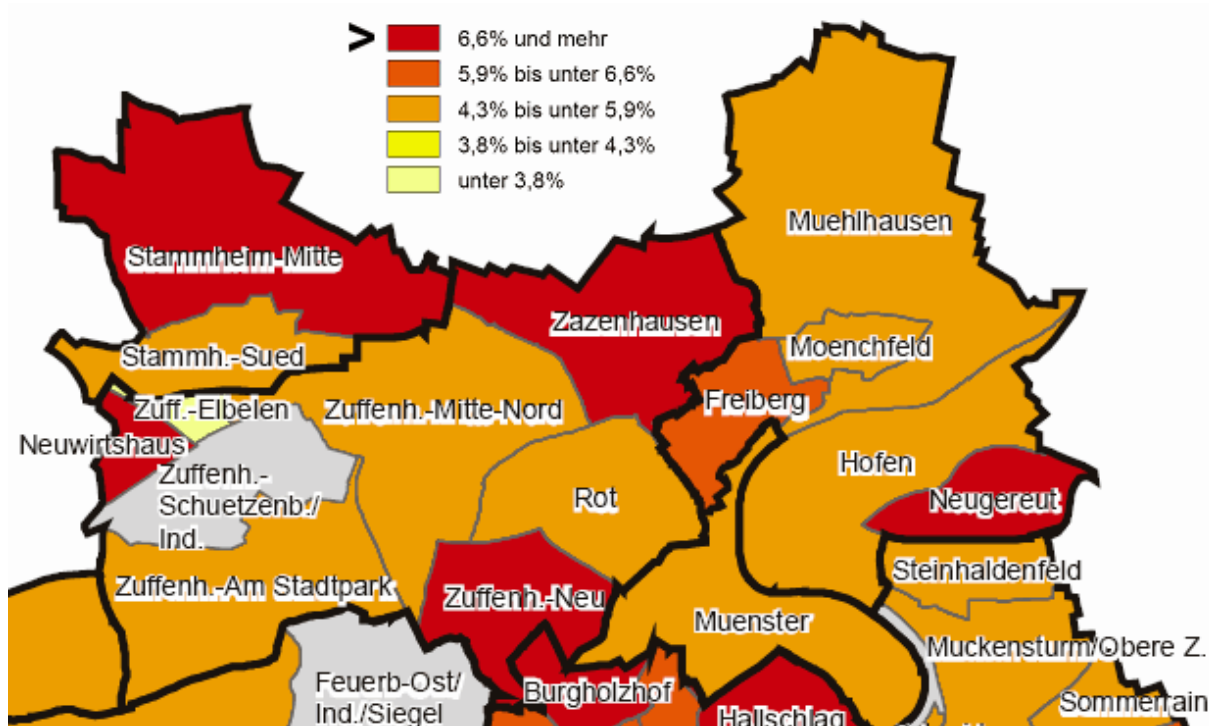 > 6,6% und mehr
5,9% bis unter 6,6%
4,3% bis unter 5,9%
3,8% bis unter 4,3%
unter 3,8%
Muehlhausen
Stammheim-Mitte
Zazenhausen
Stammh.-Sued
Moenchfeld
Zuff.-Elbelen
Zuffenh.-Mitte-Nord
Freiberg
Neuwirtshaus
Zuffenh.-
Schuetzenb./
Ind.
Hofen
Rot
Neugereut
Zuffenh.-Am Stadtpark
Zuffenh.-Neu
Steinhaldenfeld
Muenster
Muckensturm/Obere Z.
Feuerb-Ost/
Ind./Siegel
Burgholzhof
Hallschlag
Sommerrain